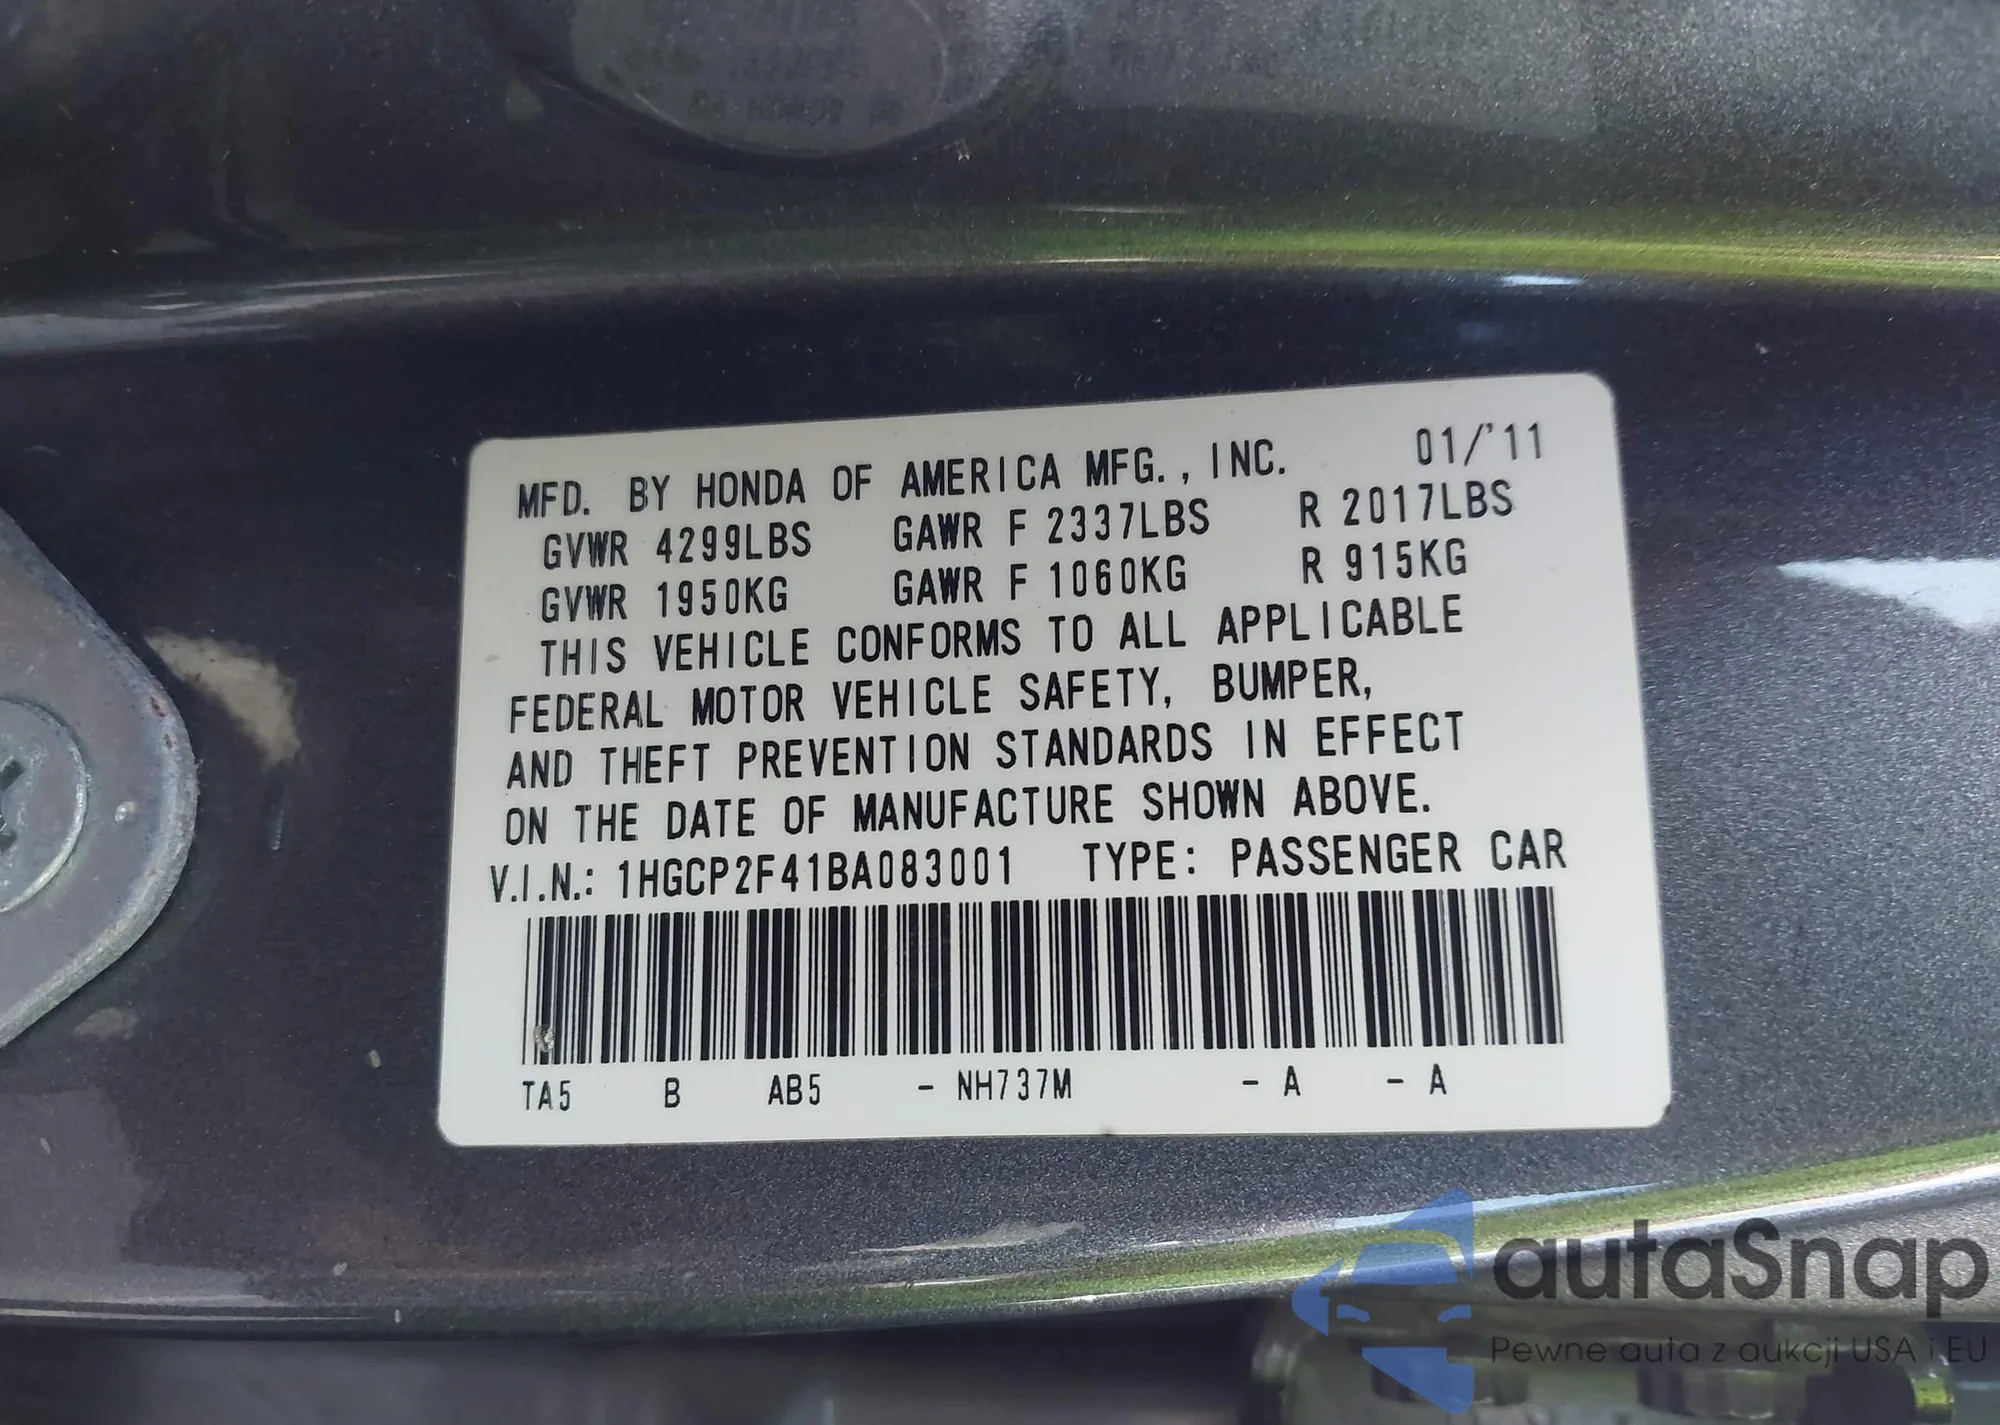 MFD. BY HONDA OF AMERICA MFG., INC. 01/'11
GVWR 4299LBS GAWR F 2337LBS R 2017LBS
GVWR 1950KG GAWR F 1060KG R 915KG
THIS VEHICLE CONFORMS TO ALL APPLICABLE
FEDERAL MOTOR VEHICLE SAFETY, BUMPER,
AND THEFT PREVENTION STANDARDS IN EFFECT
ON THE DATE OF MANUFACTURE SHOWN ABOVE.
V.I.N.: 1HGCP2F41BA083001 TYPE: PASSENGER CAR
TA5 B AB5 - NH737M - A - A
autaSnap
Pewne auta z aukcji USA i EU